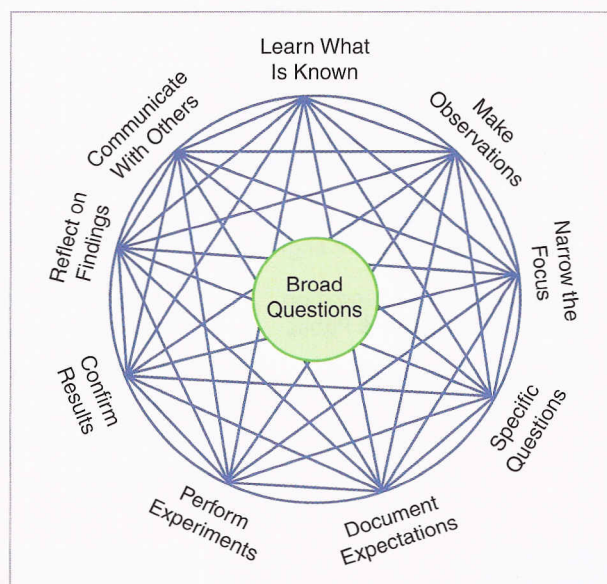 Learn What
Is Known
Make
Observations
Narrow the
Focus
Specific
Questions
Document
Expectations
Perform
Experiments
Confirm
Results
Reflect on
Findings
Communicate
With Others
Broad
Questions